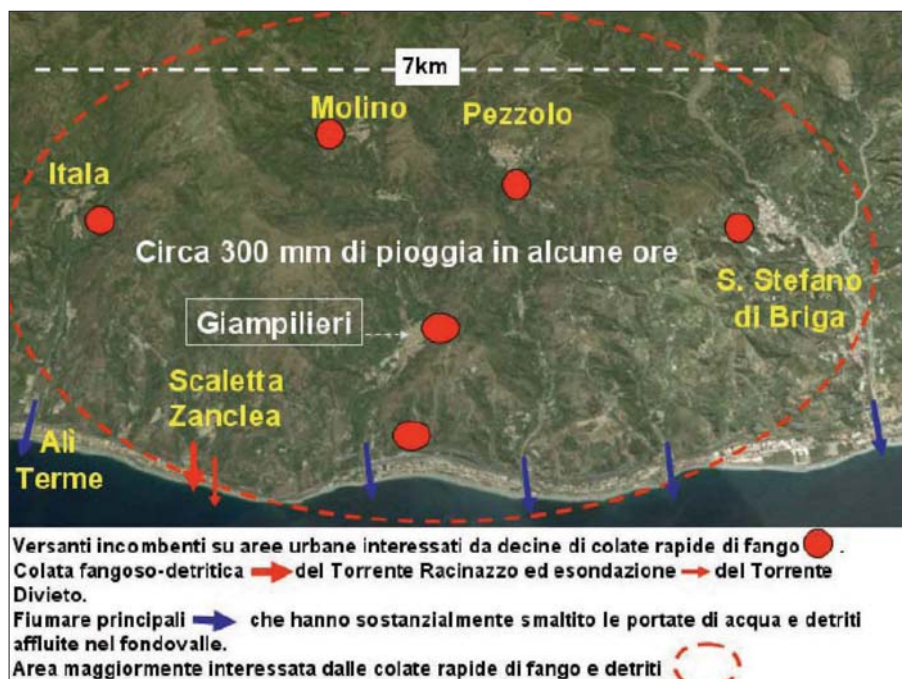 7km
Molino
Pezzolo
Itala
Circa 300 mm di pioggia in alcune ore
S. Stefano
di Briga
Giampilieri
Scaletta
Zanclea
Alì
Terme
Versanti incombenti su aree urbane interessati da decine di colate rapide di fango .
Colata fangoso-detritica del Torrente Racinazzo ed esondazione del Torrente
Divieto.
Fiumare principali che hanno sostanzialmente smaltito le portate di acqua e detriti
affluite nel fondovalle.
Area maggiormente interessata dalle colate rapide di fango e detriti